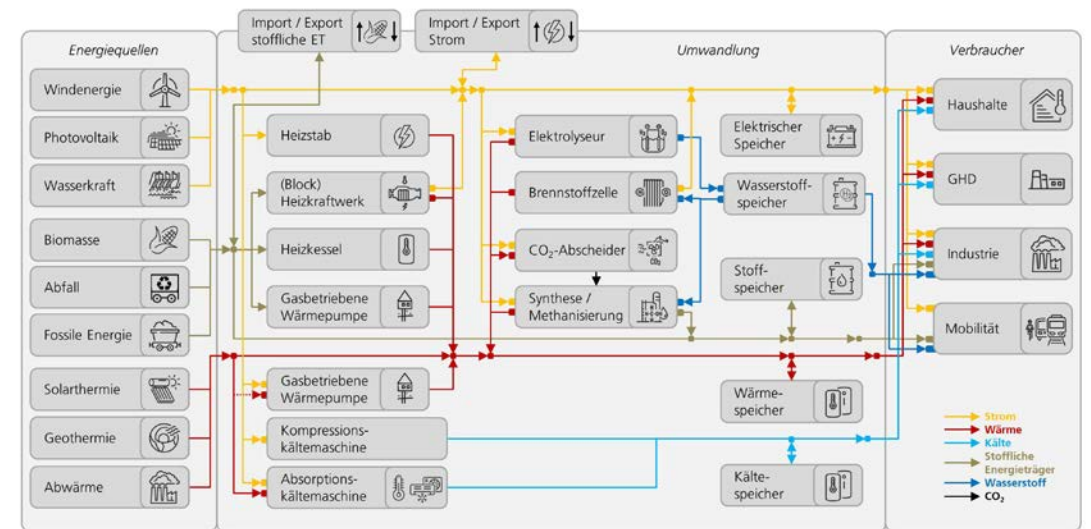 Import / Export
stoffliche ET
Import / Export
Strom
Energiequellen
Umwandlung
Verbraucher
Windenergie
Photovoltaik
Wasserkraft
Biomasse
Abfall
Fossile Energie
Solarthermie
Geothermie
Abwärme
Heizstab
(Block)
Heizkraftwerk
Heizkessel
Gasbetriebene
Wärmepumpe
Gasbetriebene
Wärmepumpe
Kompressions-
kältemaschine
Absorptions-
kältemaschine
Elektrolyseur
Brennstoffzelle
CO₂-Abscheider
CO₂
Synthese /
Methanisierung
Elektrischer
Speicher
Wasserstoff-
speicher
H₂
Stoff-
speicher
Wärme-
speicher
Kälte-
speicher
Haushalte
GHD
Industrie
Mobilität
Strom
Wärme
Kälte
Stoffliche
Energieträger
Wasserstoff
CO₂